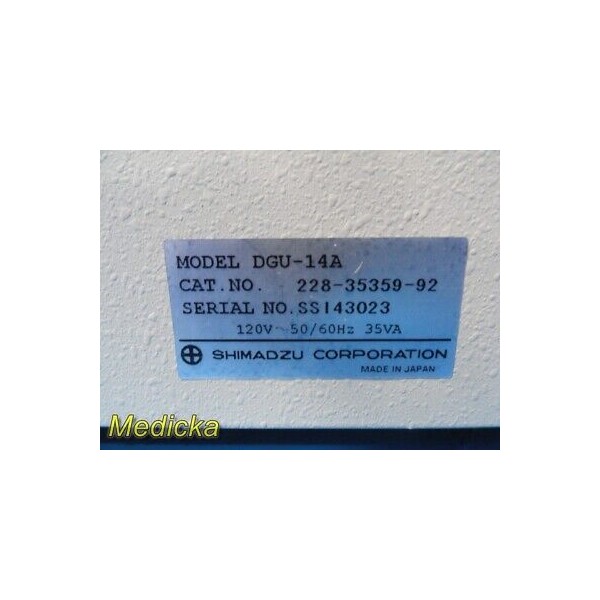 MODEL DGU-14A
CAT.NO. 228-35359-92
SERIAL NO.SSI43023
120V~50/60Hz 35VA
SHIMADZU CORPORATION
MADE IN JAPAN
Medicka